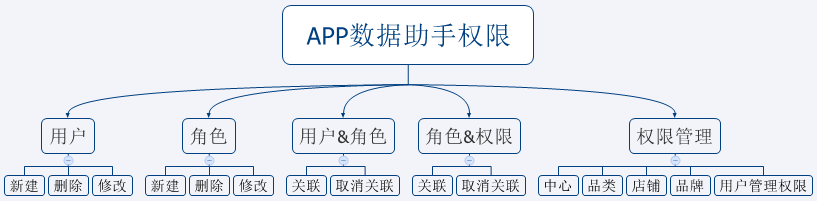 APP数据助手权限
用户
角色
用户&角色
角色&权限
权限管理
新建
删除
修改
新建
删除
修改
关联
取消关联
关联
取消关联
中心
品类
店铺
品牌
用户管理权限